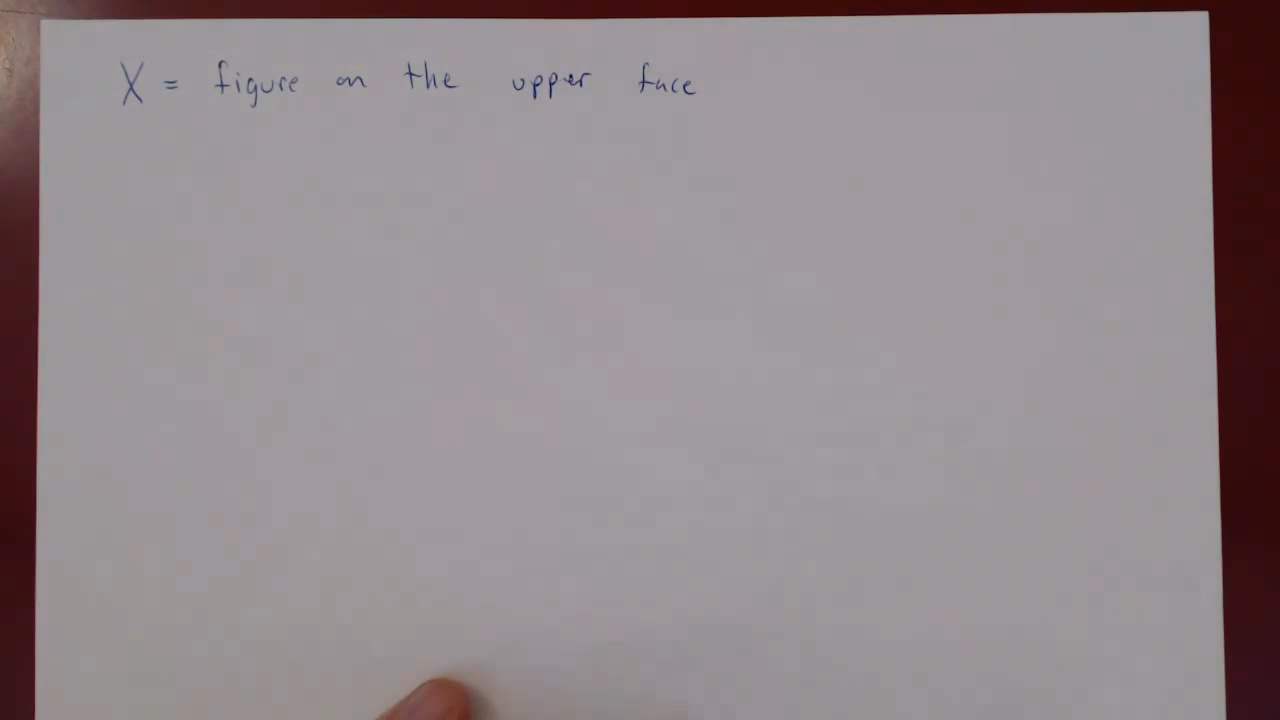 X = figure on the upper face